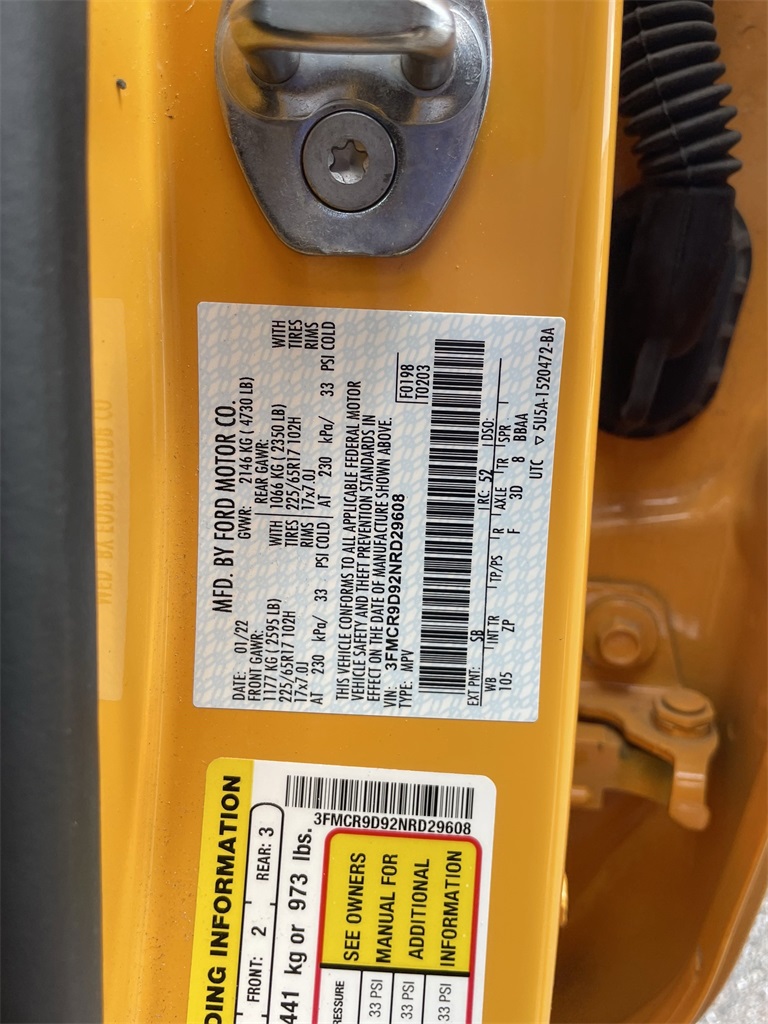 MFD. BY FORD MOTOR CO.
DATE: 01/22 GVWR: 2146 KG ( 4730 LB)
FRONT GAWR: REAR GAWR:
1177 KG ( 2595 LB) WITH 1066 KG ( 2350 LB) WITH
225/65R17 102H TIRES 225/65R17 102H TIRES
17x7.0J RIMS 17x7.0J RIMS
AT 230 kPa/ 33 PSI COLD AT 230 kPa/ 33 PSI COLD
THIS VEHICLE CONFORMS TO ALL APPLICABLE FEDERAL MOTOR
VEHICLE SAFETY AND THEFT PREVENTION STANDARDS IN
EFFECT ON THE DATE OF MANUFACTURE SHOWN ABOVE.
VIN: 3FMCR9D92NRD29608
TYPE: MPV
F0198
T0203
EXT PNT: SB RC: 52 DSO:
WB INT TR TP/PS R AXLE TR SPR
105 ZP F 3D 8 BBAA
UTC ▽ 5U5A-1520472-BA
3FMCR9D92NRD29608
DING INFORMATION
FRONT: 2 REAR: 3
441 kg or 973 lbs.
RESSURE
33 PSI
33 PSI
33 PSI
SEE OWNERS
MANUAL FOR
ADDITIONAL
INFORMATION